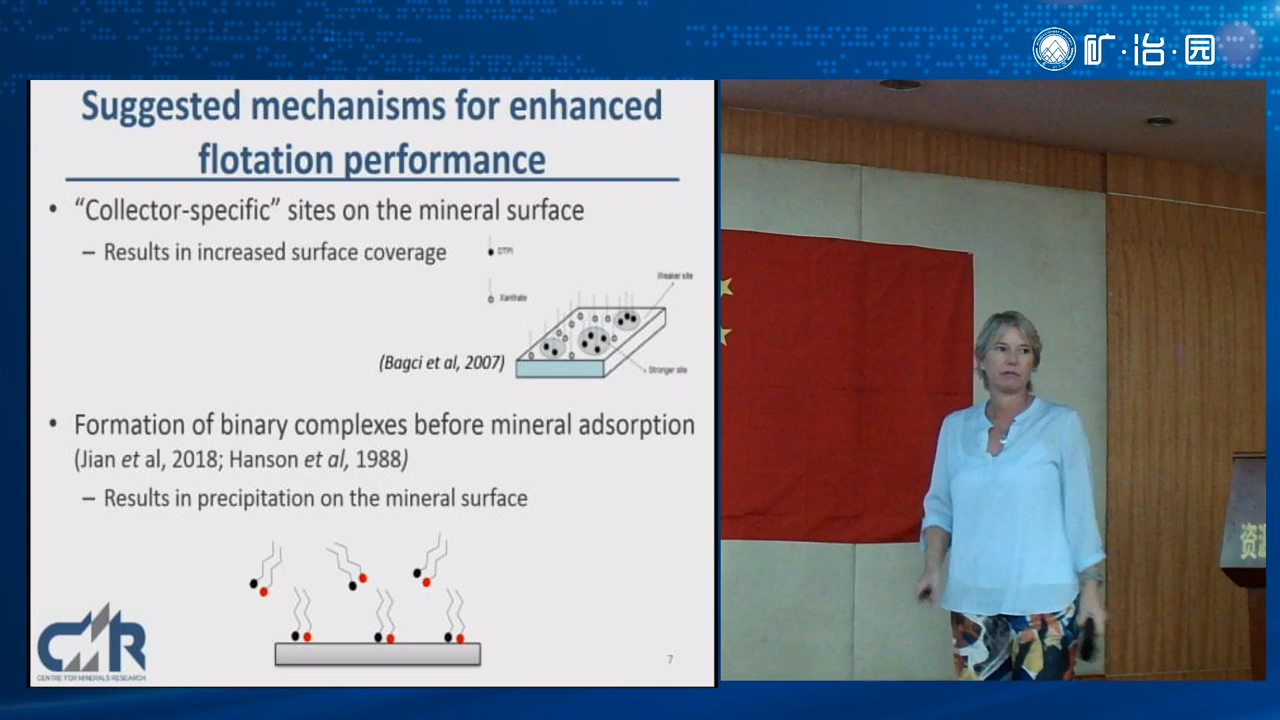 矿·冶·园
Suggested mechanisms for enhanced
flotation performance
• “Collector-specific” sites on the mineral surface
– Results in increased surface coverage
DTPI
Weaker site
Xanthate
(Bagci et al, 2007)
Stronger site
• Formation of binary complexes before mineral adsorption
(Jian et al, 2018; Hanson et al, 1988)
– Results in precipitation on the mineral surface
CMR
CENTRE FOR MINERALS RESEARCH
7
资源